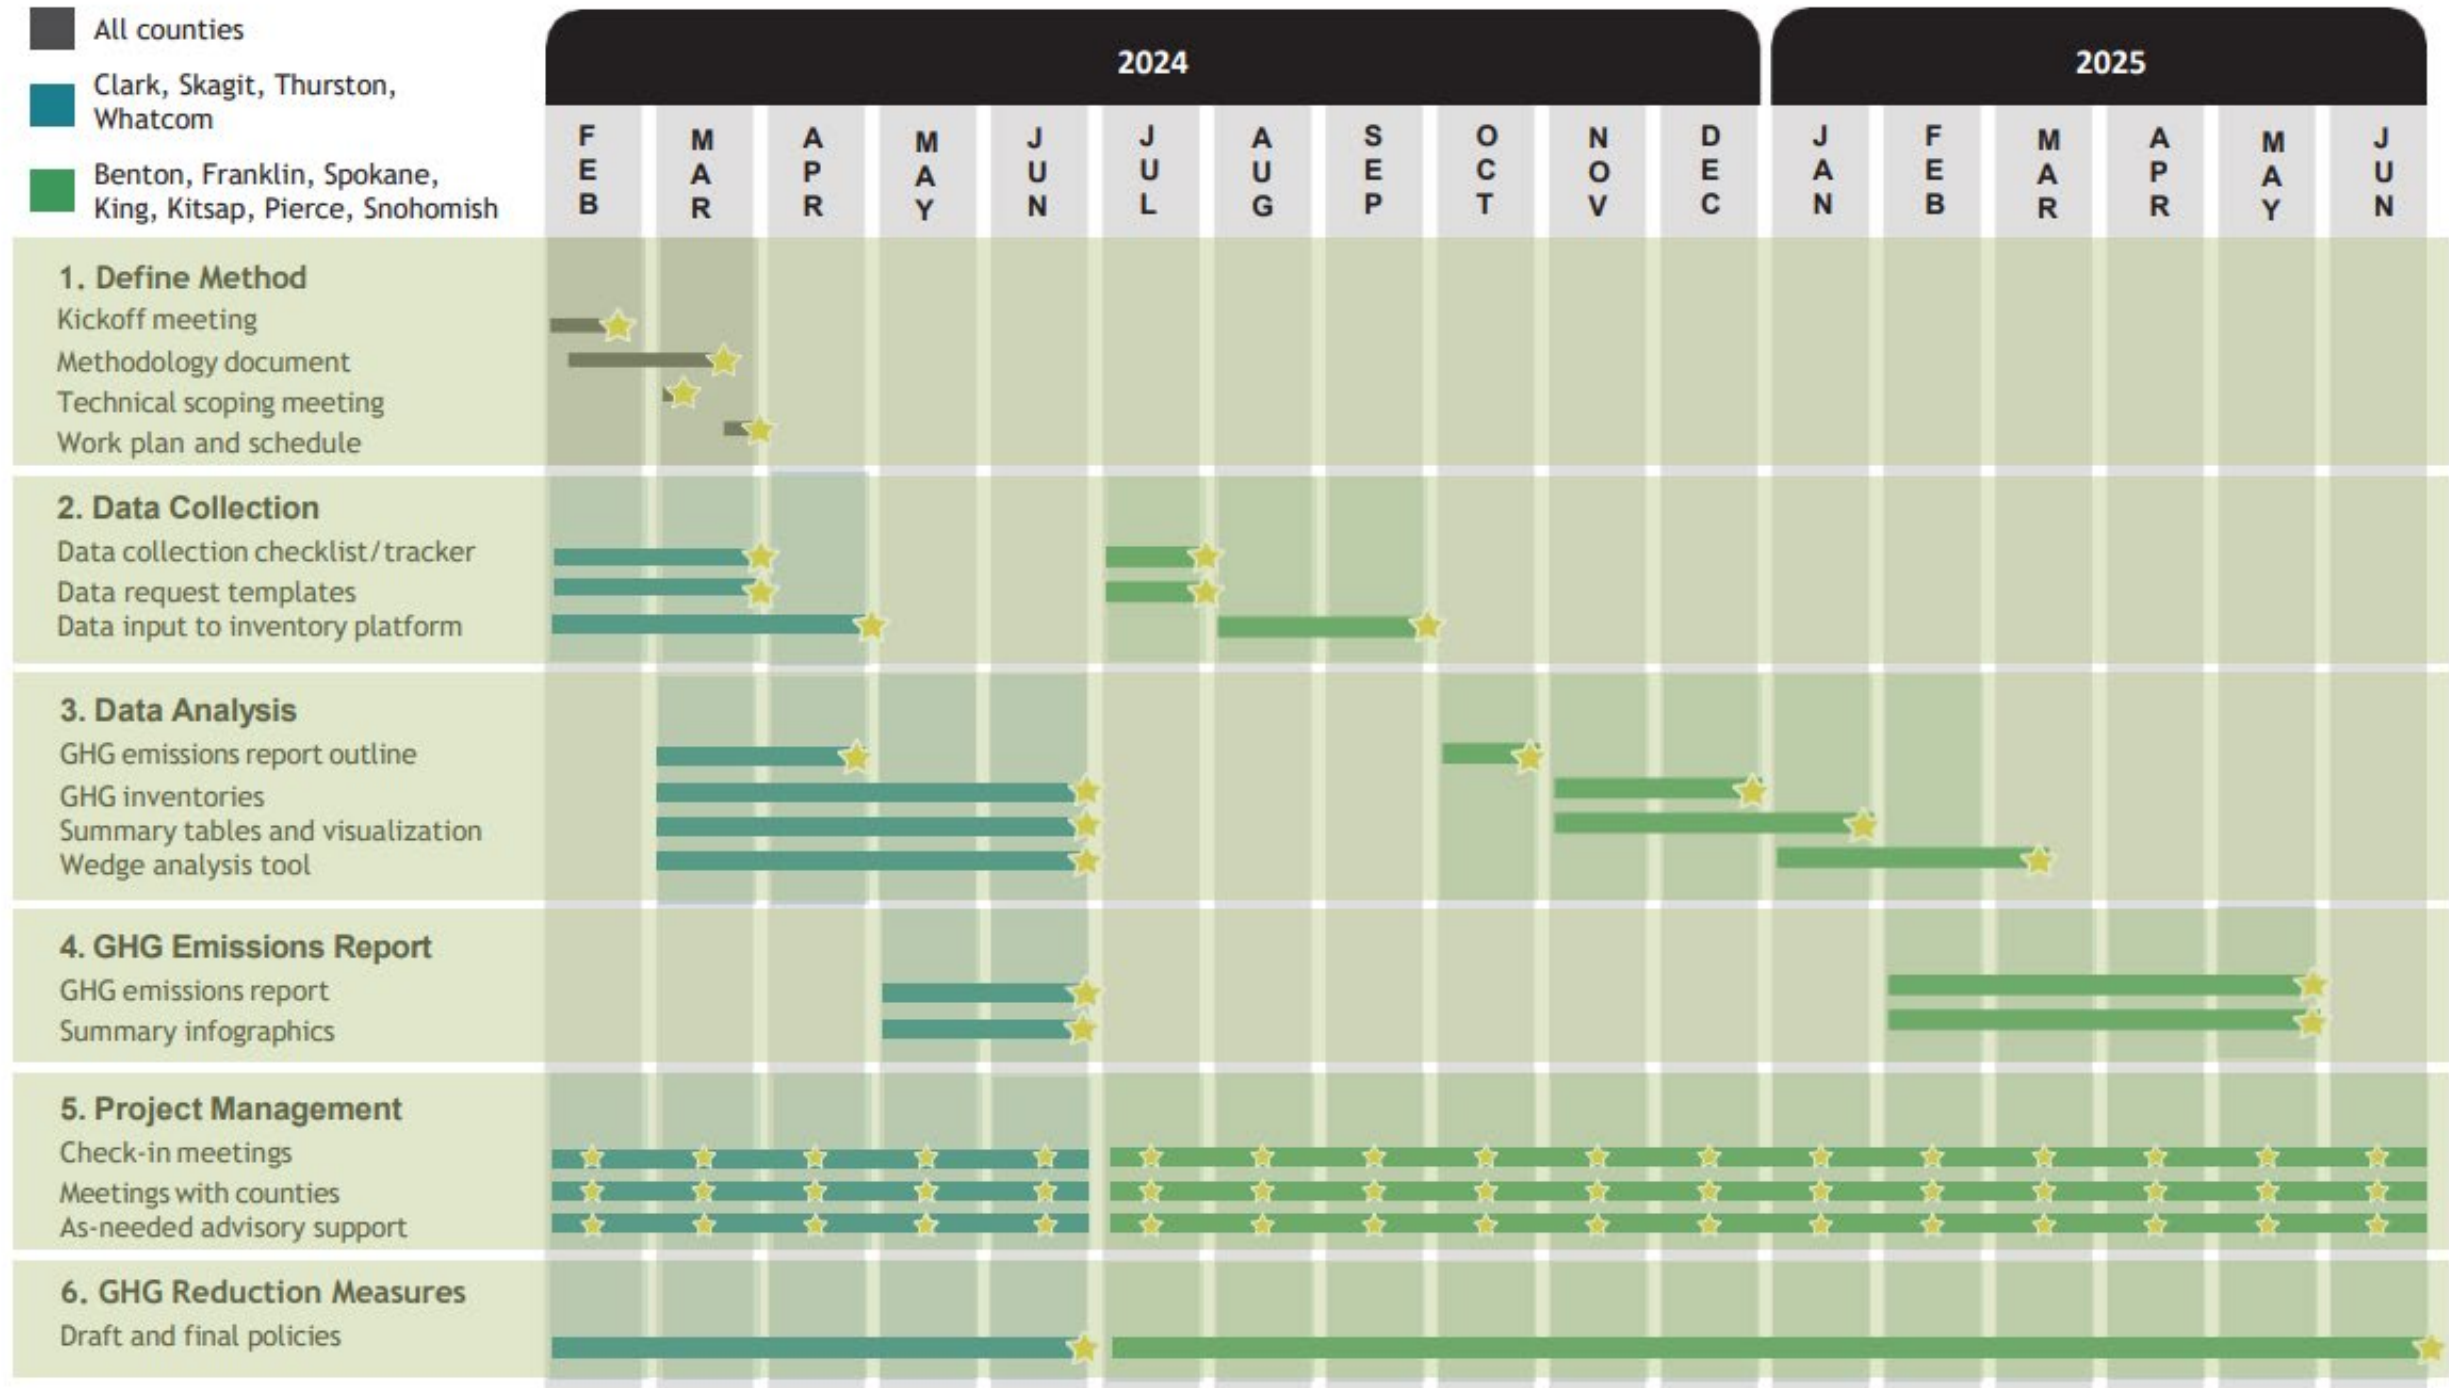 All counties
Clark, Skagit, Thurston,
Whatcom
Benton, Franklin, Spokane,
King, Kitsap, Pierce, Snohomish
2024
2025
FEB
MAR
APR
MAY
JUN
JUL
AUG
SEP
OCT
NOV
DEC
JAN
FEB
MAR
APR
MAY
JUN
1. Define Method
Kickoff meeting
Methodology document
Technical scoping meeting
Work plan and schedule
2. Data Collection
Data collection checklist/tracker
Data request templates
Data input to inventory platform
3. Data Analysis
GHG emissions report outline
GHG inventories
Summary tables and visualization
Wedge analysis tool
4. GHG Emissions Report
GHG emissions report
Summary infographics
5. Project Management
Check-in meetings
Meetings with counties
As-needed advisory support
6. GHG Reduction Measures
Draft and final policies